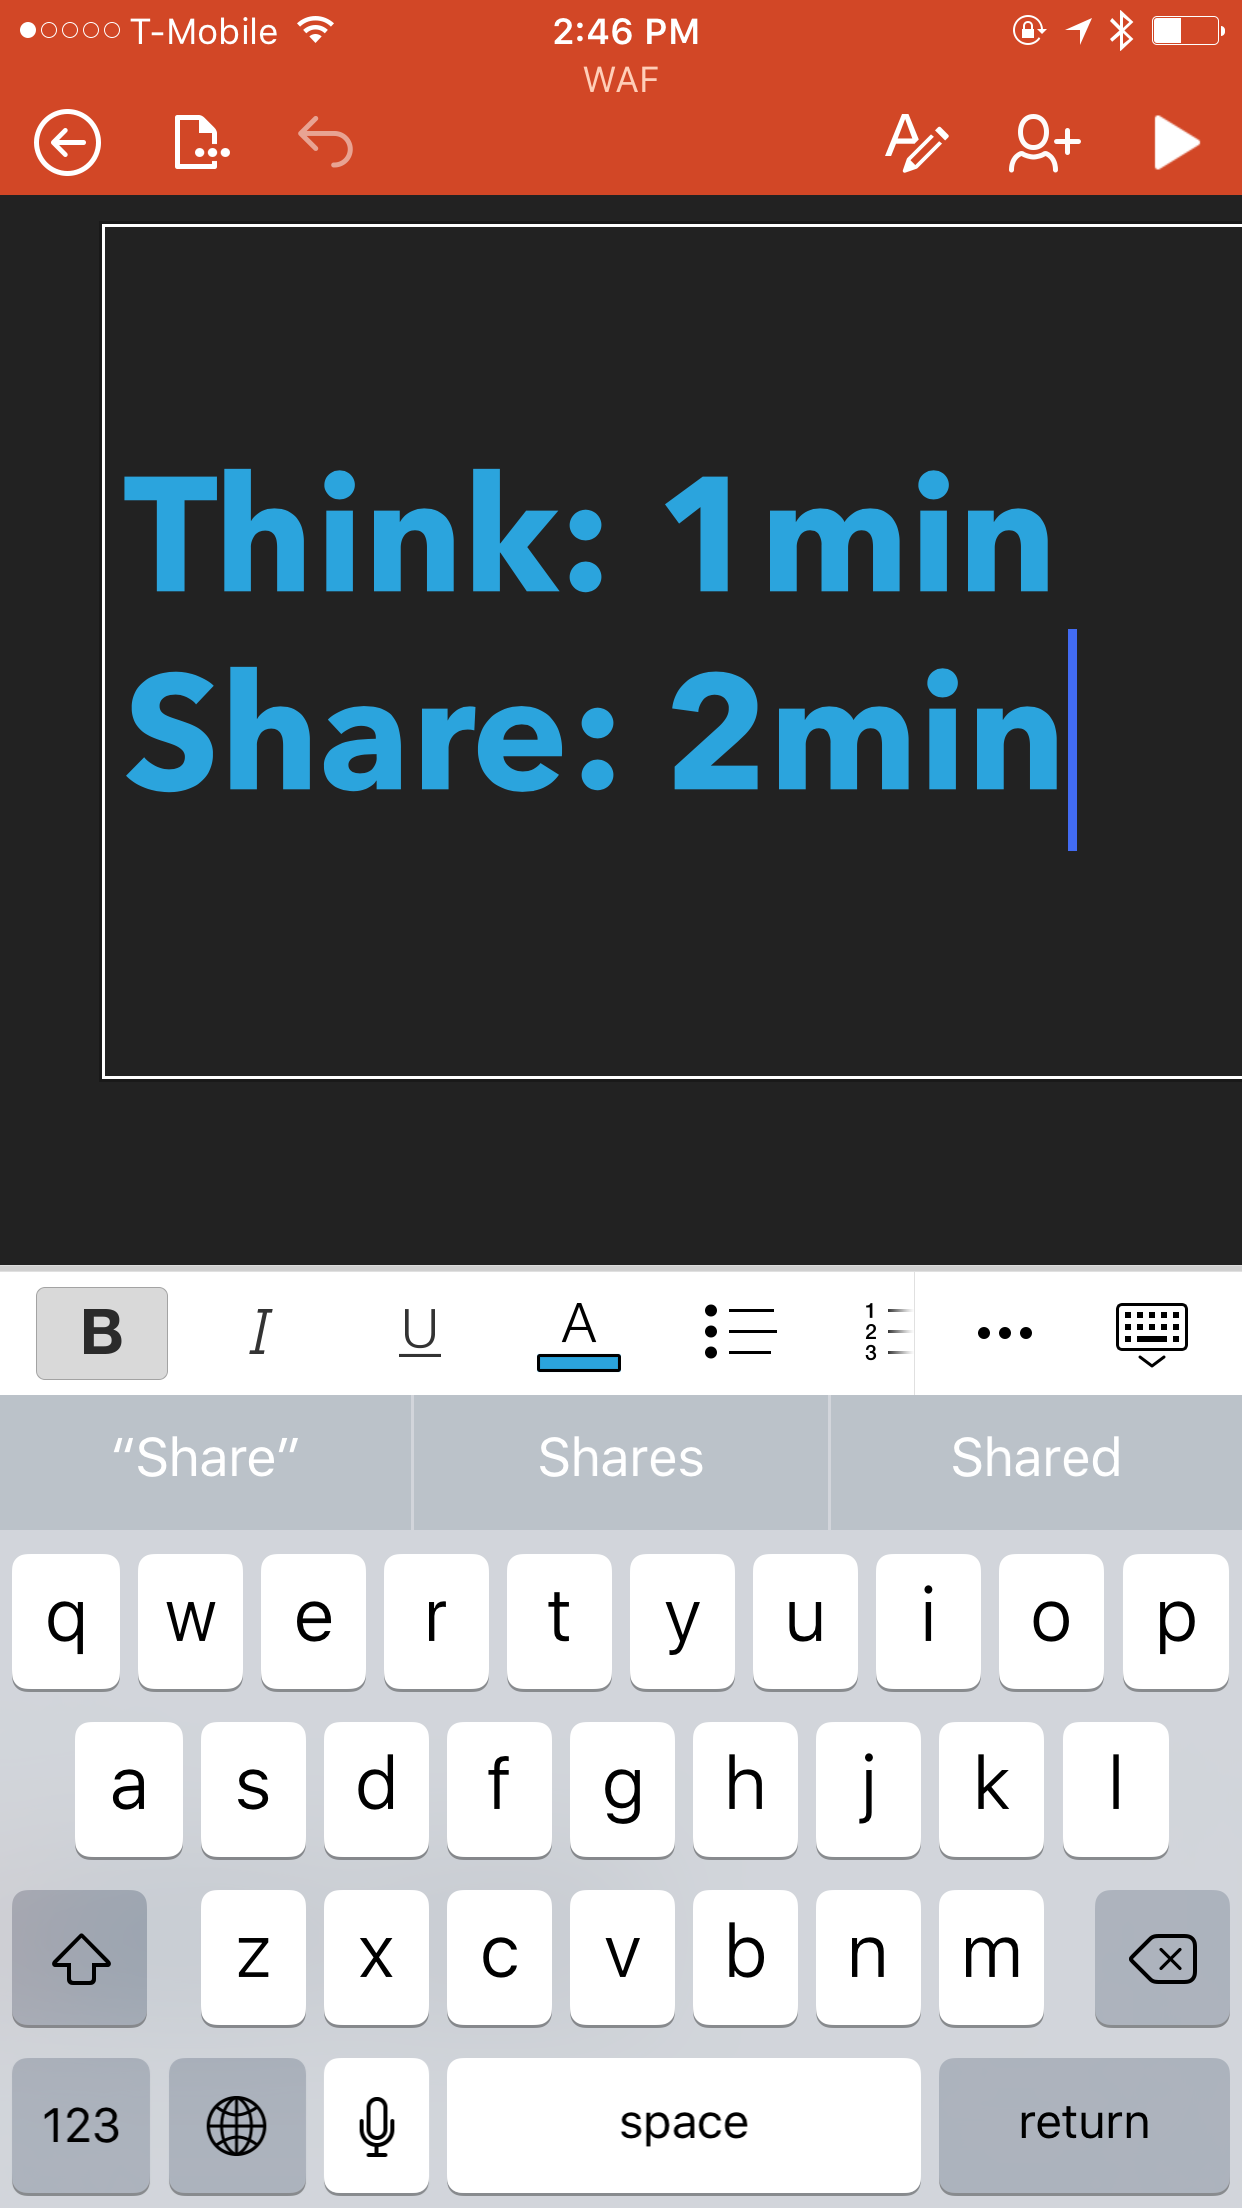 T-Mobile 2:46 PM
WAF
Think: 1min
Share: 2min
B I U A 1 2 3
“Share” Shares Shared
q w e r t y u i o p
a s d f g h j k l
z x c v b n m
123 space return